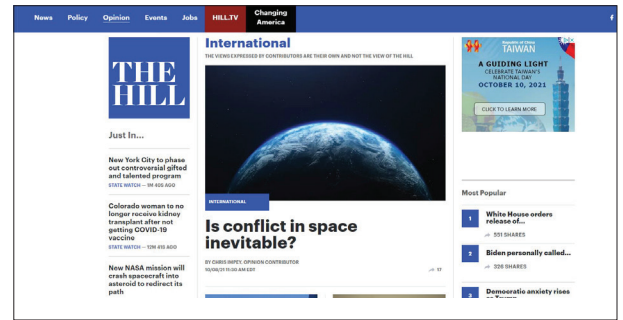 News Policy Opinion Events Jobs HILL.TV Changing
America
THE
HILL
Just In...
New York City to phase
out controversial gifted
and talented program
STATE WATCH — 1M 40S AGO
Colorado woman to no
longer receive kidney
transplant after not
getting COVID-19
vaccine
STATE WATCH — 12M 41S AGO
New NASA mission will
crash spacecraft into
asteroid to redirect its
path
International
THE VIEWS EXPRESSED BY CONTRIBUTORS ARE THEIR OWN AND NOT THE VIEW OF THE HILL
INTERNATIONAL
Is conflict in space
inevitable?
BY CHRIS IMPEY, OPINION CONTRIBUTOR
10/08/21 11:30 AM EDT
17
Republic of China
TAIWAN
A GUIDING LIGHT
CELEBRATE TAIWAN'S
NATIONAL DAY
OCTOBER 10, 2021
CLICK TO LEARN MORE
Most Popular
1 White House orders
release of...
551 SHARES
2 Biden personally called...
326 SHARES
3 Democratic anxiety rises